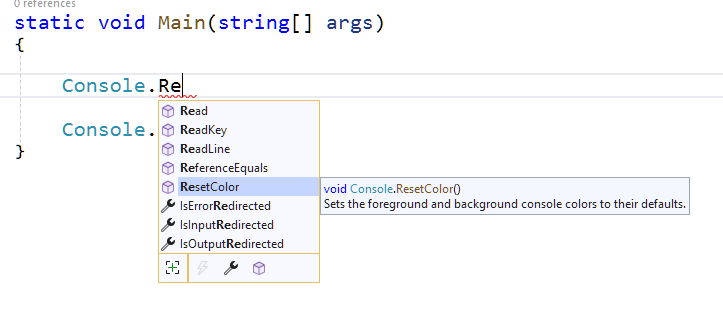 0 references
static void Main(string[] args)
{
Console.Re
Read
ReadKey
ReadLine
ReferenceEquals
ResetColor
IsErrorRedirected
IsInputRedirected
IsOutputRedirected
void Console.ResetColor()
Sets the foreground and background console colors to their defaults.
Console.
}